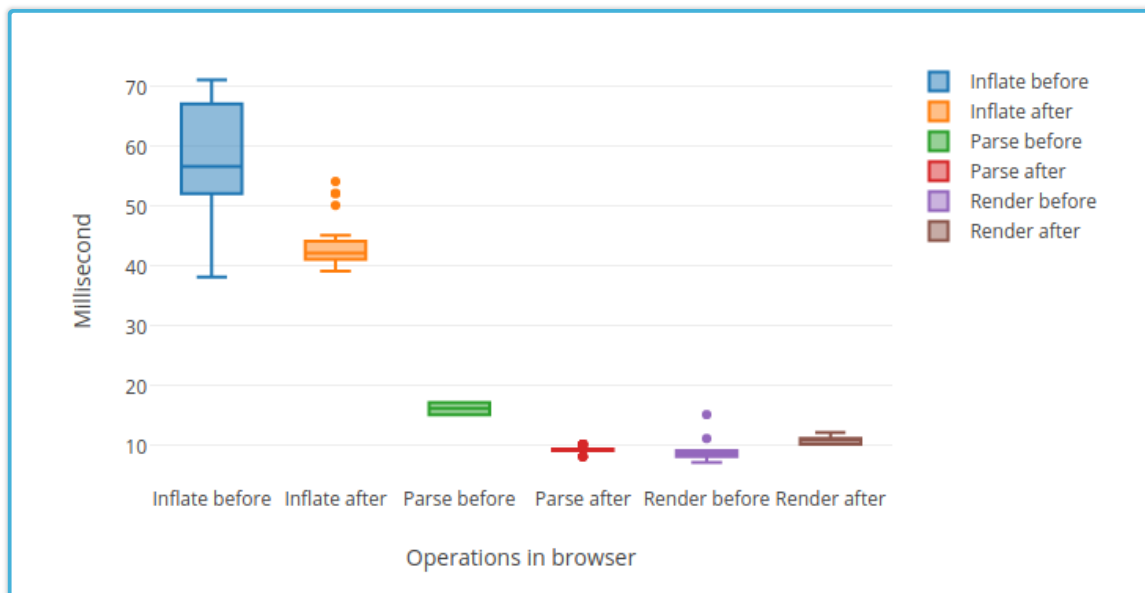 70
60
50
40
30
20
10
Millisecond
Inflate before
Inflate after
Parse before
Parse after
Render before
Render after
Inflate before Inflate after Parse before Parse after Render before Render after
Operations in browser